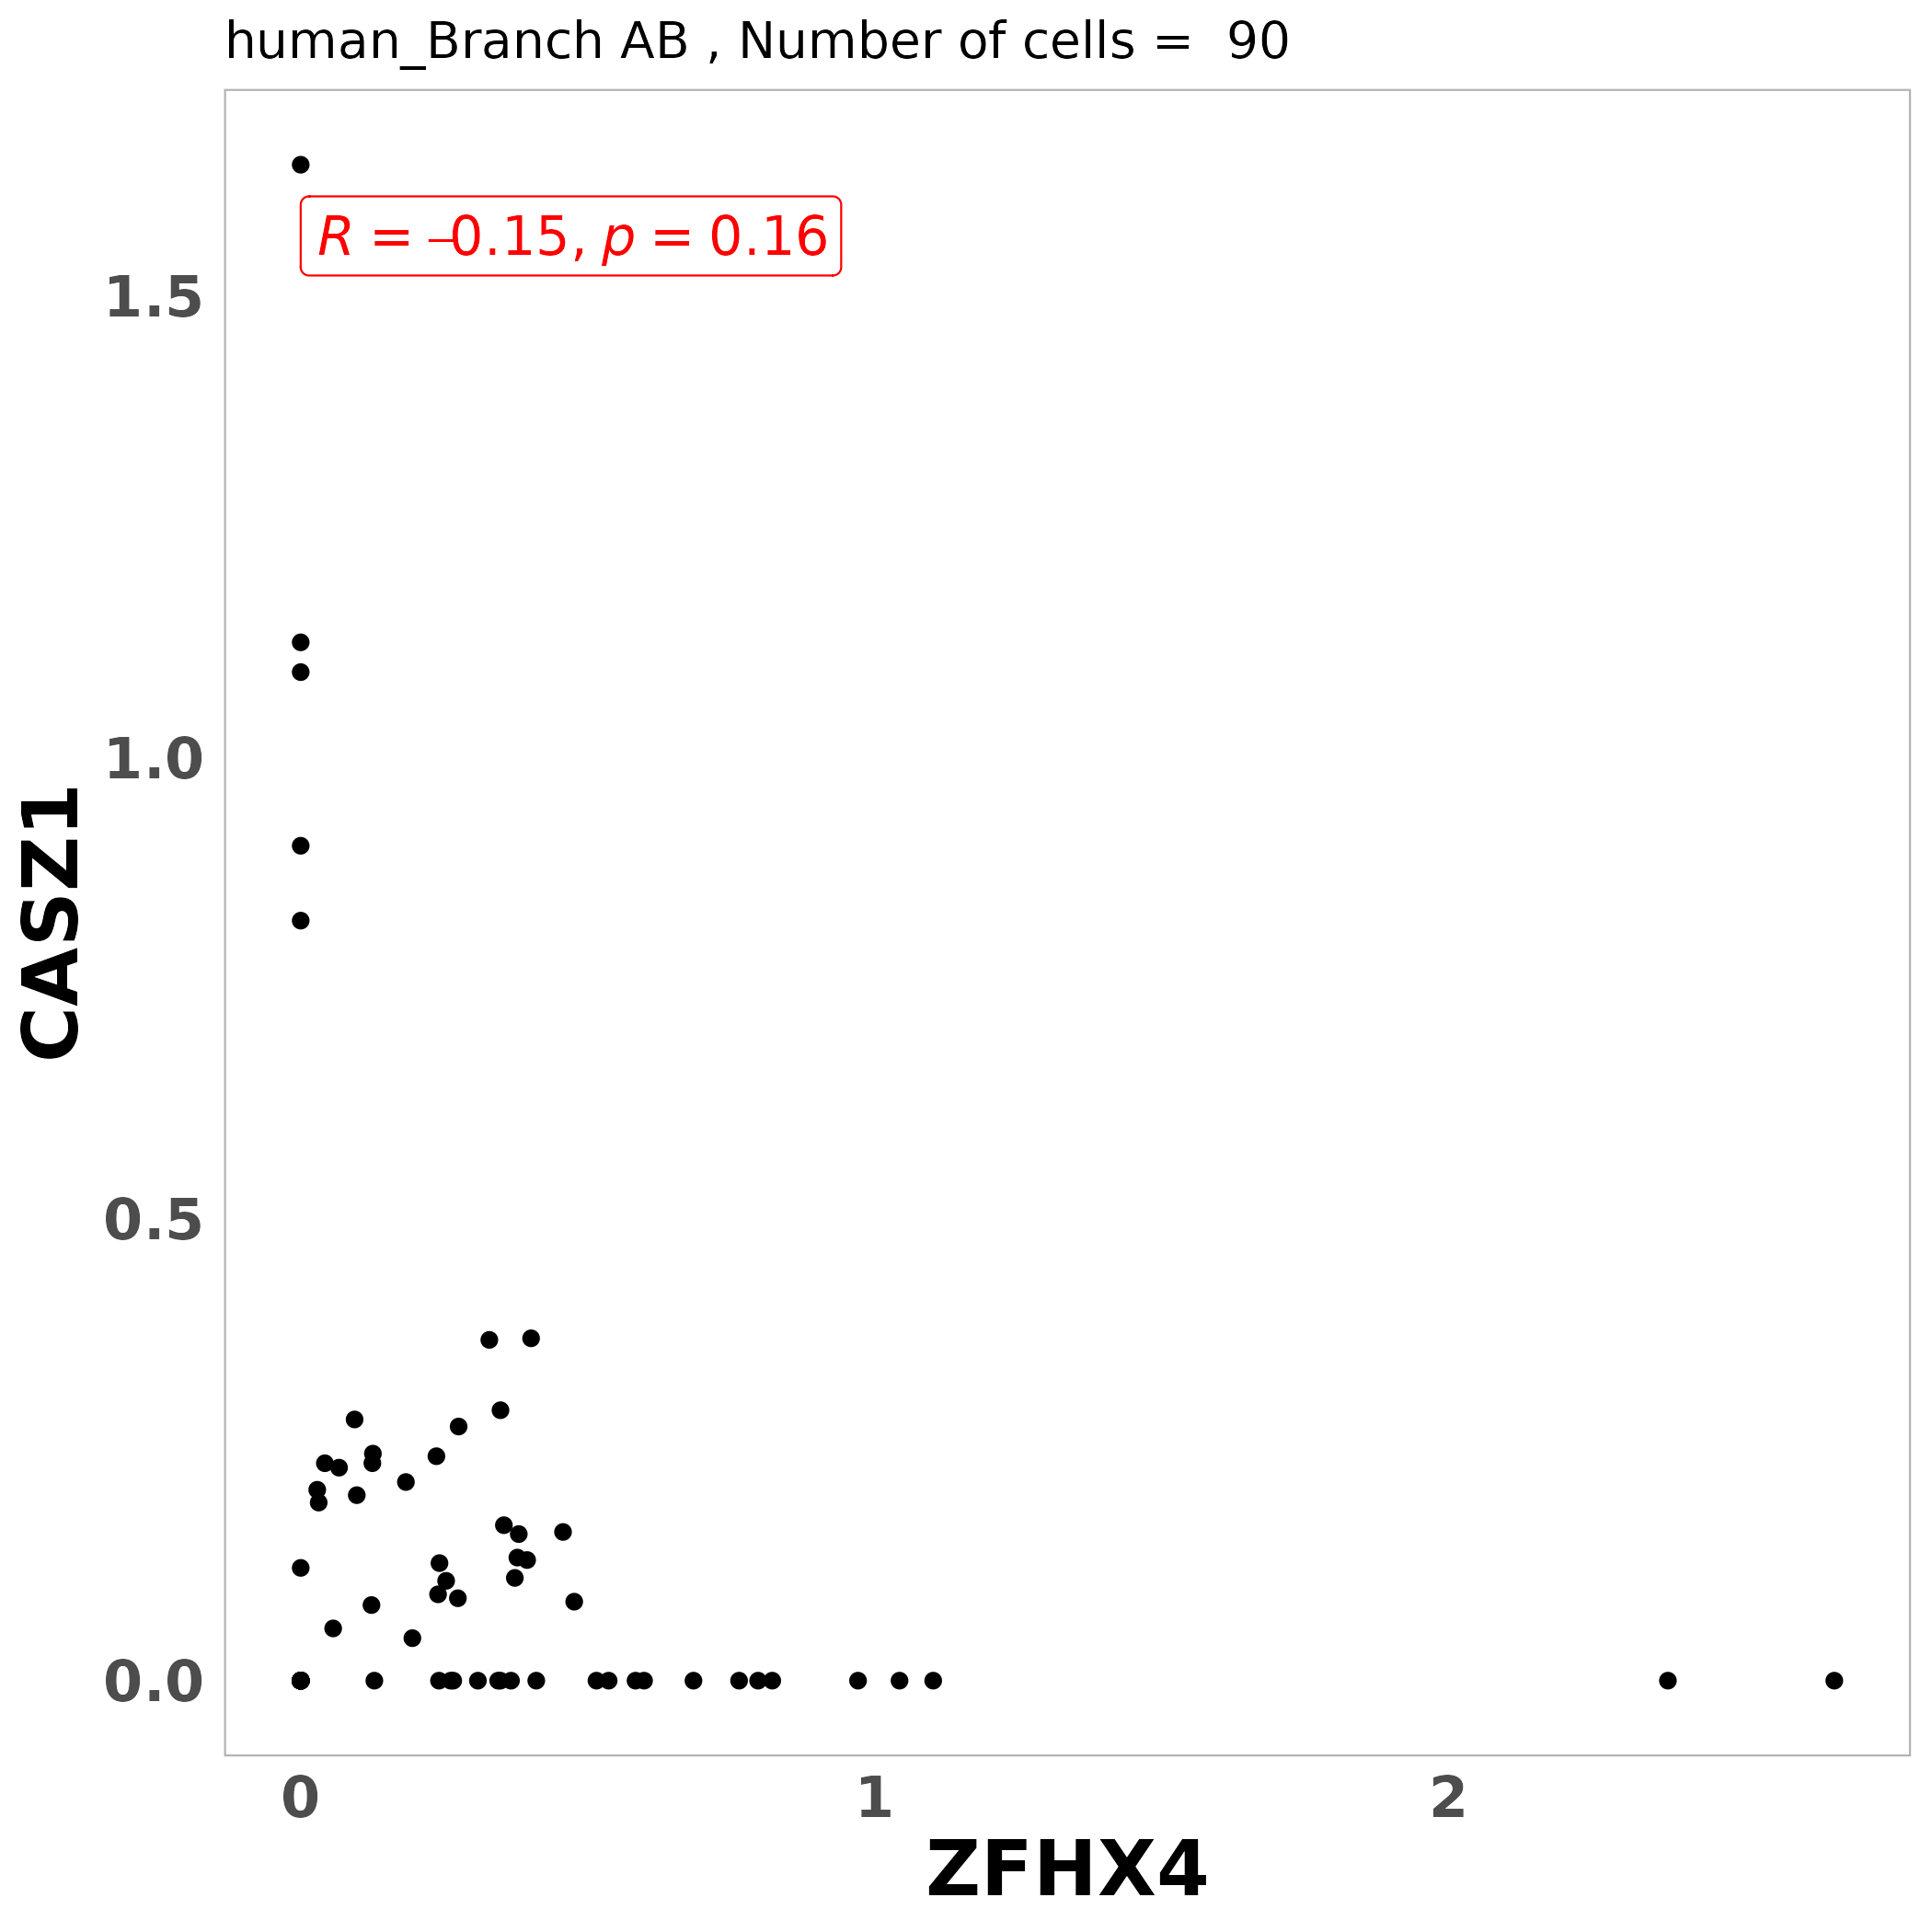 human_Branch AB , Number of cells =  90
R = –0.15, p = 0.16
1.5
1.0
0.5
0.0
CASZ1
0 1 2
ZFHX4